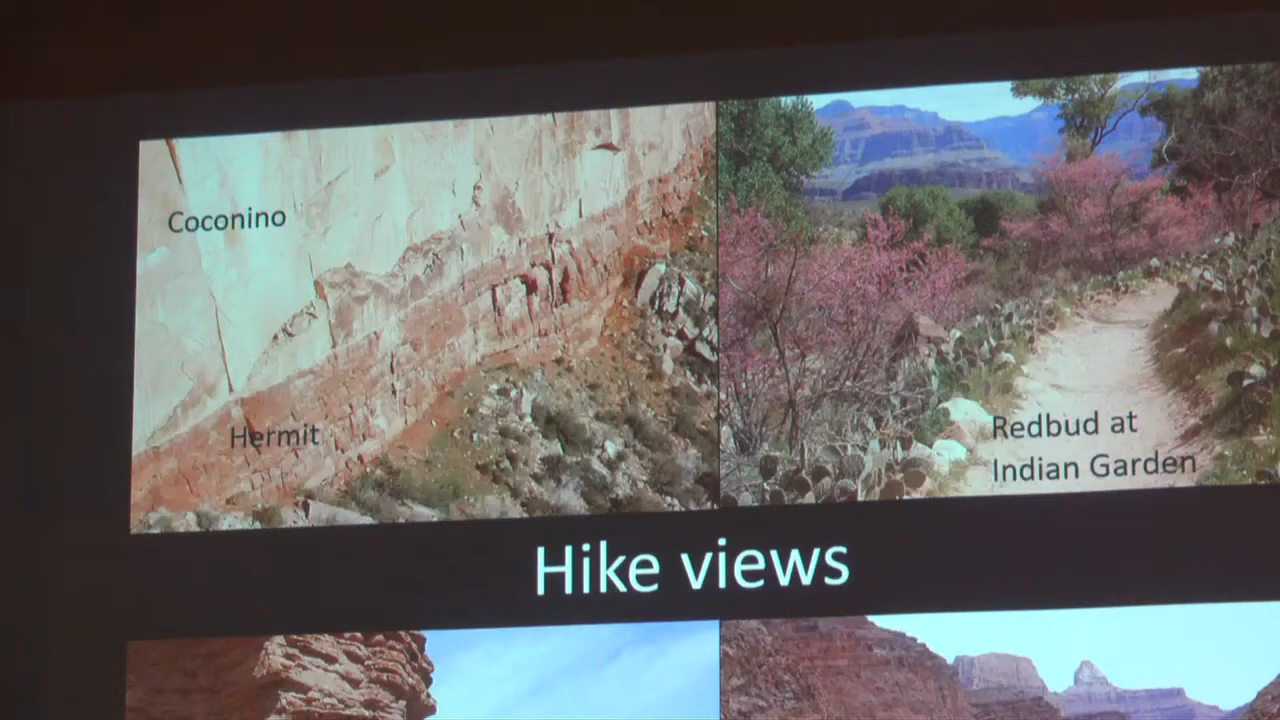 Coconino
Hermit
Redbud at
Indian Garden
Hike views